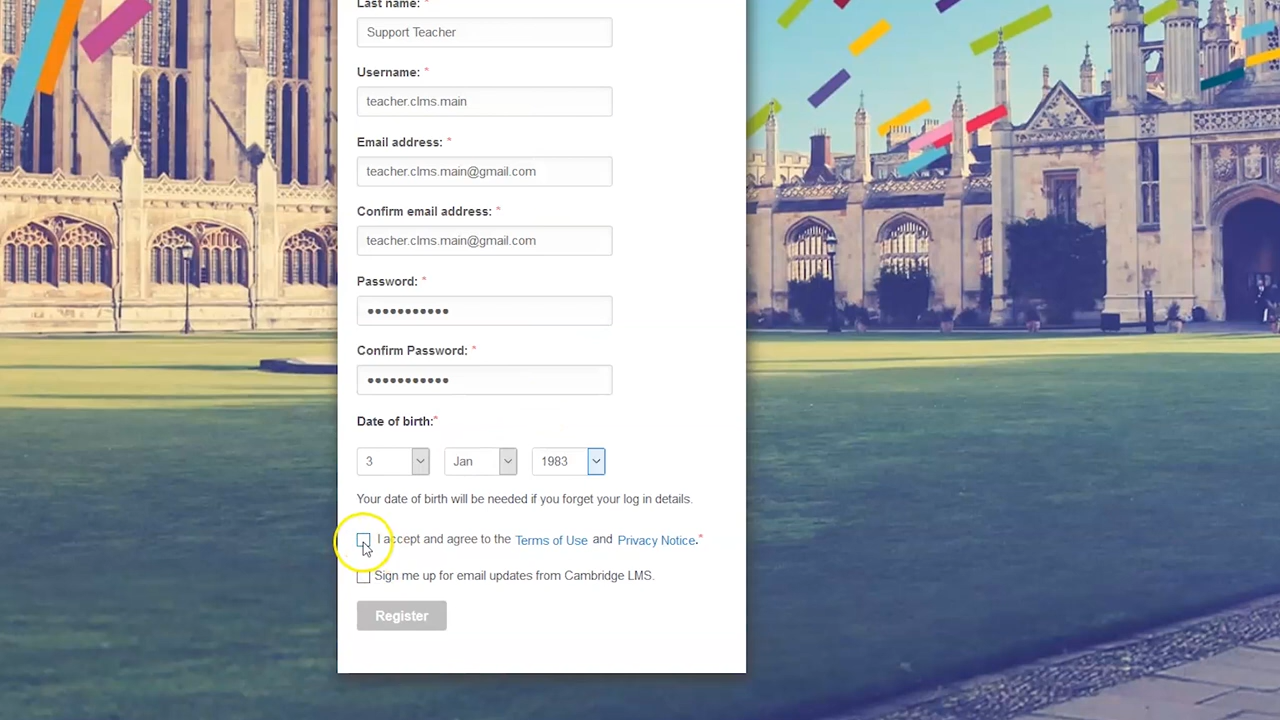 Last name: *
Support Teacher
Username: *
teacher.clms.main
Email address: *
teacher.clms.main@gmail.com
Confirm email address: *
teacher.clms.main@gmail.com
Password: *
●●●●●●●●●●●
Confirm Password: *
●●●●●●●●●●●
Date of birth:*
3 Jan 1983
Your date of birth will be needed if you forget your log in details.
I accept and agree to the Terms of Use and Privacy Notice.*
Sign me up for email updates from Cambridge LMS.
Register